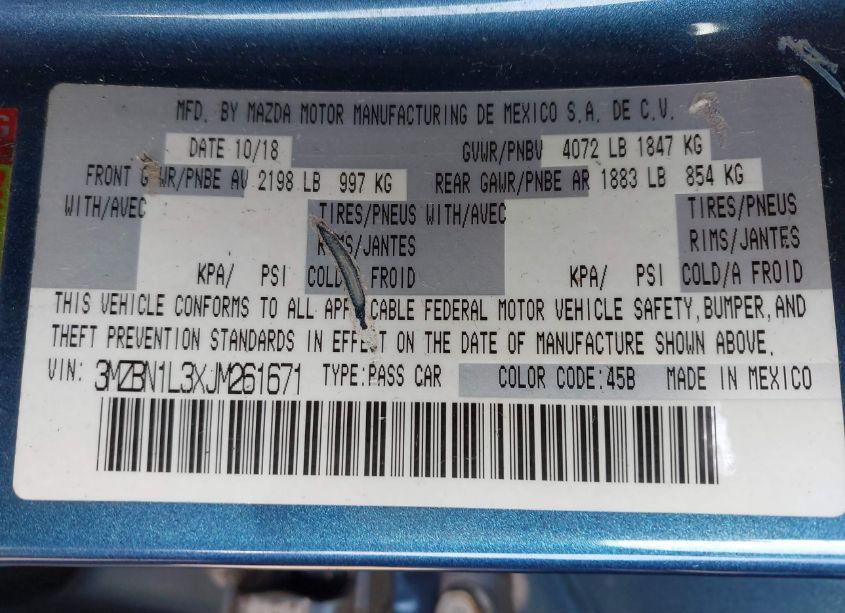 MFD. BY MAZDA MOTOR MANUFACTURING DE MEXICO S.A. DE C.V.
DATE 10/18 GVWR/PNBV 4072 LB 1847 KG
FRONT G WR/PNBE AV 2198 LB 997 KG REAR GAWR/PNBE AR 1883 LB 854 KG
WITH/AVEC TIRES/PNEUS WITH/AVEC TIRES/PNEUS
RIMS/JANTES RIMS/JANTES
KPA/ PSI COLD/ FROID KPA/ PSI COLD/A FROID
THIS VEHICLE CONFORMS TO ALL APPLICABLE FEDERAL MOTOR VEHICLE SAFETY, BUMPER, AND
THEFT PREVENTION STANDARDS IN EFFECT ON THE DATE OF MANUFACTURE SHOWN ABOVE.
VIN: 3MZBN1L3XJM261671 TYPE:PASS CAR COLOR CODE:45B MADE IN MEXICO